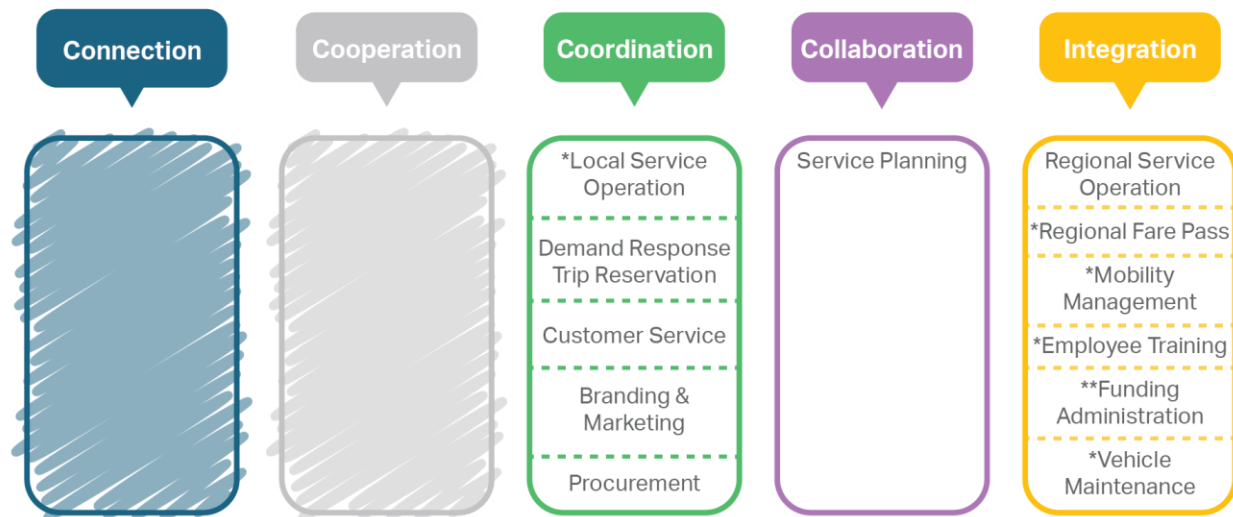 Connection
Cooperation
Coordination
Collaboration
Integration
*Local Service
Operation
Demand Response
Trip Reservation
Customer Service
Branding &
Marketing
Procurement
Service Planning
Regional Service
Operation
*Regional Fare Pass
*Mobility
Management
*Employee Training
**Funding
Administration
*Vehicle
Maintenance